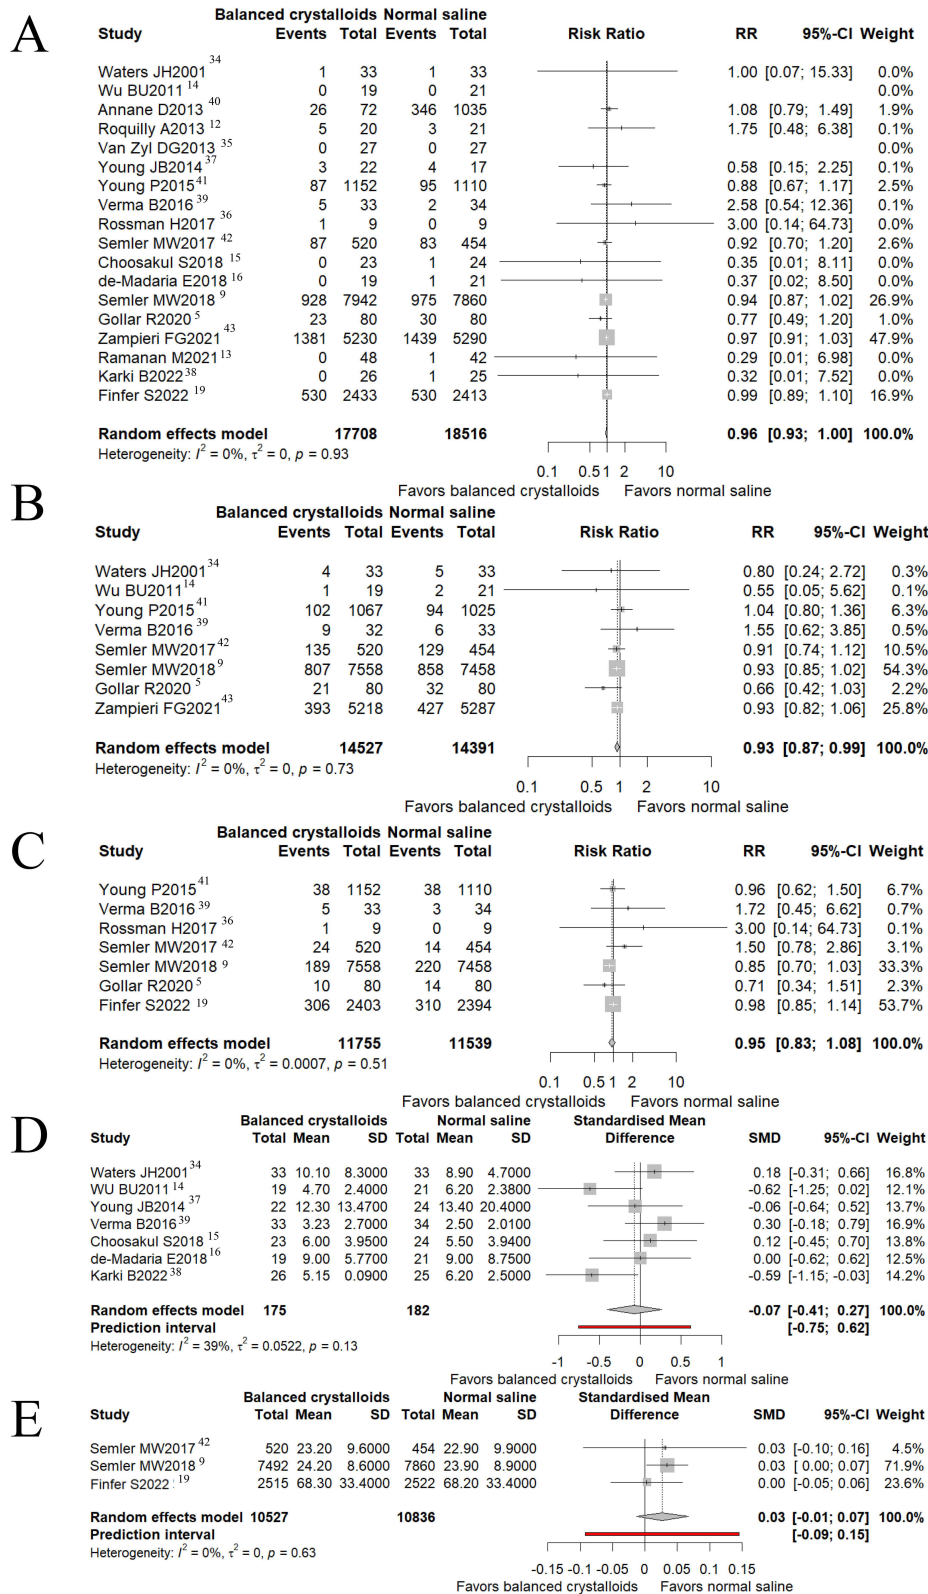 A
Balanced crystalloids Normal saline
Study Events Total Events Total Risk Ratio RR 95%-CI Weight
Waters JH2001 34 1 33 1 33 1.00 [0.07; 15.33] 0.0%
Wu BU2011 14 0 19 0 21 0.0%
Annane D2013 40 26 72 346 1035 1.08 [0.79; 1.49] 1.9%
Roquilly A2013 12 5 20 3 21 1.75 [0.48; 6.38] 0.1%
Van Zyl DG2013 35 0 27 0 27 0.0%
Young JB2014 37 3 22 4 17 0.58 [0.15; 2.25] 0.1%
Young P2015 41 87 1152 95 1110 0.88 [0.67; 1.17] 2.5%
Verma B2016 39 5 33 2 34 2.58 [0.54; 12.36] 0.1%
Rossman H2017 36 1 9 0 9 3.00 [0.14; 64.73] 0.0%
Semler MW2017 42 87 520 83 454 0.92 [0.70; 1.20] 2.6%
Choosakul S2018 15 0 23 1 24 0.35 [0.01; 8.11] 0.0%
de-Madaria E2018 16 0 19 1 21 0.37 [0.02; 8.50] 0.0%
Semler MW2018 9 928 7942 975 7860 0.94 [0.87; 1.02] 26.9%
Gollar R2020 5 23 80 30 80 0.77 [0.49; 1.20] 1.0%
Zampieri FG2021 43 1381 5230 1439 5290 0.97 [0.91; 1.03] 47.9%
Ramanan M2021 13 0 48 1 42 0.29 [0.01; 6.98] 0.0%
Karki B2022 38 0 26 1 25 0.32 [0.01; 7.52] 0.0%
Finfer S2022 19 530 2433 530 2413 0.99 [0.89; 1.10] 16.9%
Random effects model 17708 18516 0.96 [0.93; 1.00] 100.0%
Heterogeneity: I² = 0%, τ² = 0, p = 0.93
0.1 0.5 1 2 10
Favors balanced crystalloids Favors normal saline
B
Balanced crystalloids Normal saline
Study Events Total Events Total Risk Ratio RR 95%-CI Weight
Waters JH2001 34 4 33 5 33 0.80 [0.24; 2.72] 0.3%
Wu BU2011 14 1 19 2 21 0.55 [0.05; 5.62] 0.1%
Young P2015 41 102 1067 94 1025 1.04 [0.80; 1.36] 6.3%
Verma B2016 39 9 32 6 33 1.55 [0.62; 3.85] 0.5%
Semler MW2017 42 135 520 129 454 0.91 [0.74; 1.12] 10.5%
Semler MW2018 9 807 7558 858 7458 0.93 [0.85; 1.02] 54.3%
Gollar R2020 5 21 80 32 80 0.66 [0.42; 1.03] 2.2%
Zampieri FG2021 43 393 5218 427 5287 0.93 [0.82; 1.06] 25.8%
Random effects model 14527 14391 0.93 [0.87; 0.99] 100.0%
Heterogeneity: I² = 0%, τ² = 0, p = 0.73
0.1 0.5 1 2 10
Favors balanced crystalloids Favors normal saline
C
Balanced crystalloids Normal saline
Study Events Total Events Total Risk Ratio RR 95%-CI Weight
Young P2015 41 38 1152 38 1110 0.96 [0.62; 1.50] 6.7%
Verma B2016 39 5 33 3 34 1.72 [0.45; 6.62] 0.7%
Rossman H2017 36 1 9 0 9 3.00 [0.14; 64.73] 0.1%
Semler MW2017 42 24 520 14 454 1.50 [0.78; 2.86] 3.1%
Semler MW2018 9 189 7558 220 7458 0.85 [0.70; 1.03] 33.3%
Gollar R2020 5 10 80 14 80 0.71 [0.34; 1.51] 2.3%
Finfer S2022 19 306 2403 310 2394 0.98 [0.85; 1.14] 53.7%
Random effects model 11755 11539 0.95 [0.83; 1.08] 100.0%
Heterogeneity: I² = 0%, τ² = 0.0007, p = 0.51
0.1 0.5 1 2 10
Favors balanced crystalloids Favors normal saline
D
Balanced crystalloids Normal saline Standardised Mean
Study Total Mean SD Total Mean SD Difference SMD 95%-CI Weight
Waters JH2001 34 33 10.10 8.3000 33 8.90 4.7000 0.18 [-0.31; 0.66] 16.8%
WU BU2011 14 19 4.70 2.4000 21 6.20 2.3800 -0.62 [-1.25; 0.02] 12.1%
Young JB2014 37 22 12.30 13.4700 24 13.40 20.4000 -0.06 [-0.64; 0.52] 13.7%
Verma B2016 39 33 3.23 2.7000 34 2.50 2.0100 0.30 [-0.18; 0.79] 16.9%
Choosakul S2018 15 23 6.00 3.9500 24 5.50 3.9400 0.12 [-0.45; 0.70] 13.8%
de-Madaria E2018 16 19 9.00 5.7700 21 9.00 8.7500 0.00 [-0.62; 0.62] 12.5%
Karki B2022 38 26 5.15 0.0900 25 6.20 2.5000 -0.59 [-1.15; -0.03] 14.2%
Random effects model 175 182 -0.07 [-0.41; 0.27] 100.0%
Prediction interval [-0.75; 0.62]
Heterogeneity: I² = 39%, τ² = 0.0522, p = 0.13
-1 -0.5 0 0.5 1
Favors balanced crystalloids Favors normal saline
E
Balanced crystalloids Normal saline Standardised Mean
Study Total Mean SD Total Mean SD Difference SMD 95%-CI Weight
Semler MW2017 42 520 23.20 9.6000 454 22.90 9.9000 0.03 [-0.10; 0.16] 4.5%
Semler MW2018 9 7492 24.20 8.6000 7860 23.90 8.9000 0.03 [ 0.00; 0.07] 71.9%
Finfer S2022 19 2515 68.30 33.4000 2522 68.20 33.4000 0.00 [-0.05; 0.06] 23.6%
Random effects model 10527 10836 0.03 [-0.01; 0.07] 100.0%
Prediction interval [-0.09; 0.15]
Heterogeneity: I² = 0%, τ² = 0, p = 0.63
-0.15 -0.1 -0.05 0 0.05 0.1 0.15
Favors balanced crystalloids Favors normal saline